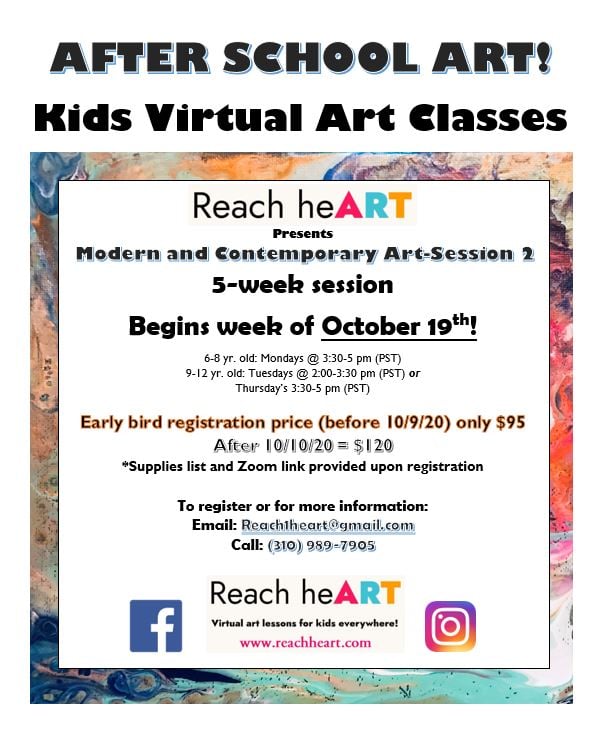 AFTER SCHOOL ART!
Kids Virtual Art Classes
Reach heART
Presents
Modern and Contemporary Art-Session 2
5-week session
Begins week of October 19th!
6-8 yr. old: Mondays @ 3:30-5 pm (PST)
9-12 yr. old: Tuesdays @ 2:00-3:30 pm (PST) or
Thursday's 3:30-5 pm (PST)
Early bird registration price (before 10/9/20) only $95
After 10/10/20 = $120
*Supplies list and Zoom link provided upon registration
To register or for more information:
Email: Reach1heart@gmail.com
Call: (310) 989-7905
Reach heART
Virtual art lessons for kids everywhere!
www.reachheart.com